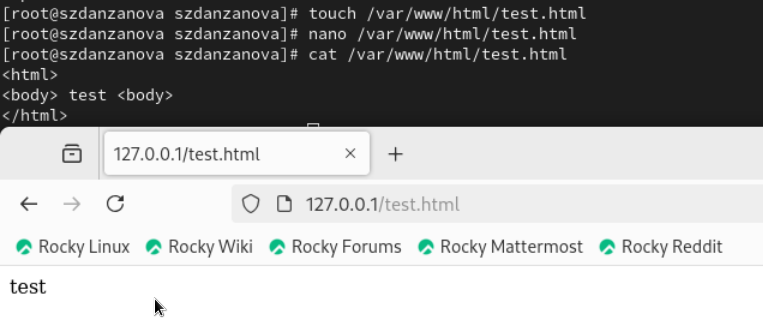 [root@szdanzanova szdanzanova]# touch /var/www/html/test.html
[root@szdanzanova szdanzanova]# nano /var/www/html/test.html
[root@szdanzanova szdanzanova]# cat /var/www/html/test.html
<html>
<body> test <body>
</html>
127.0.0.1/test.html
127.0.0.1/test.html
Rocky Linux Rocky Wiki Rocky Forums Rocky Mattermost Rocky Reddit
test